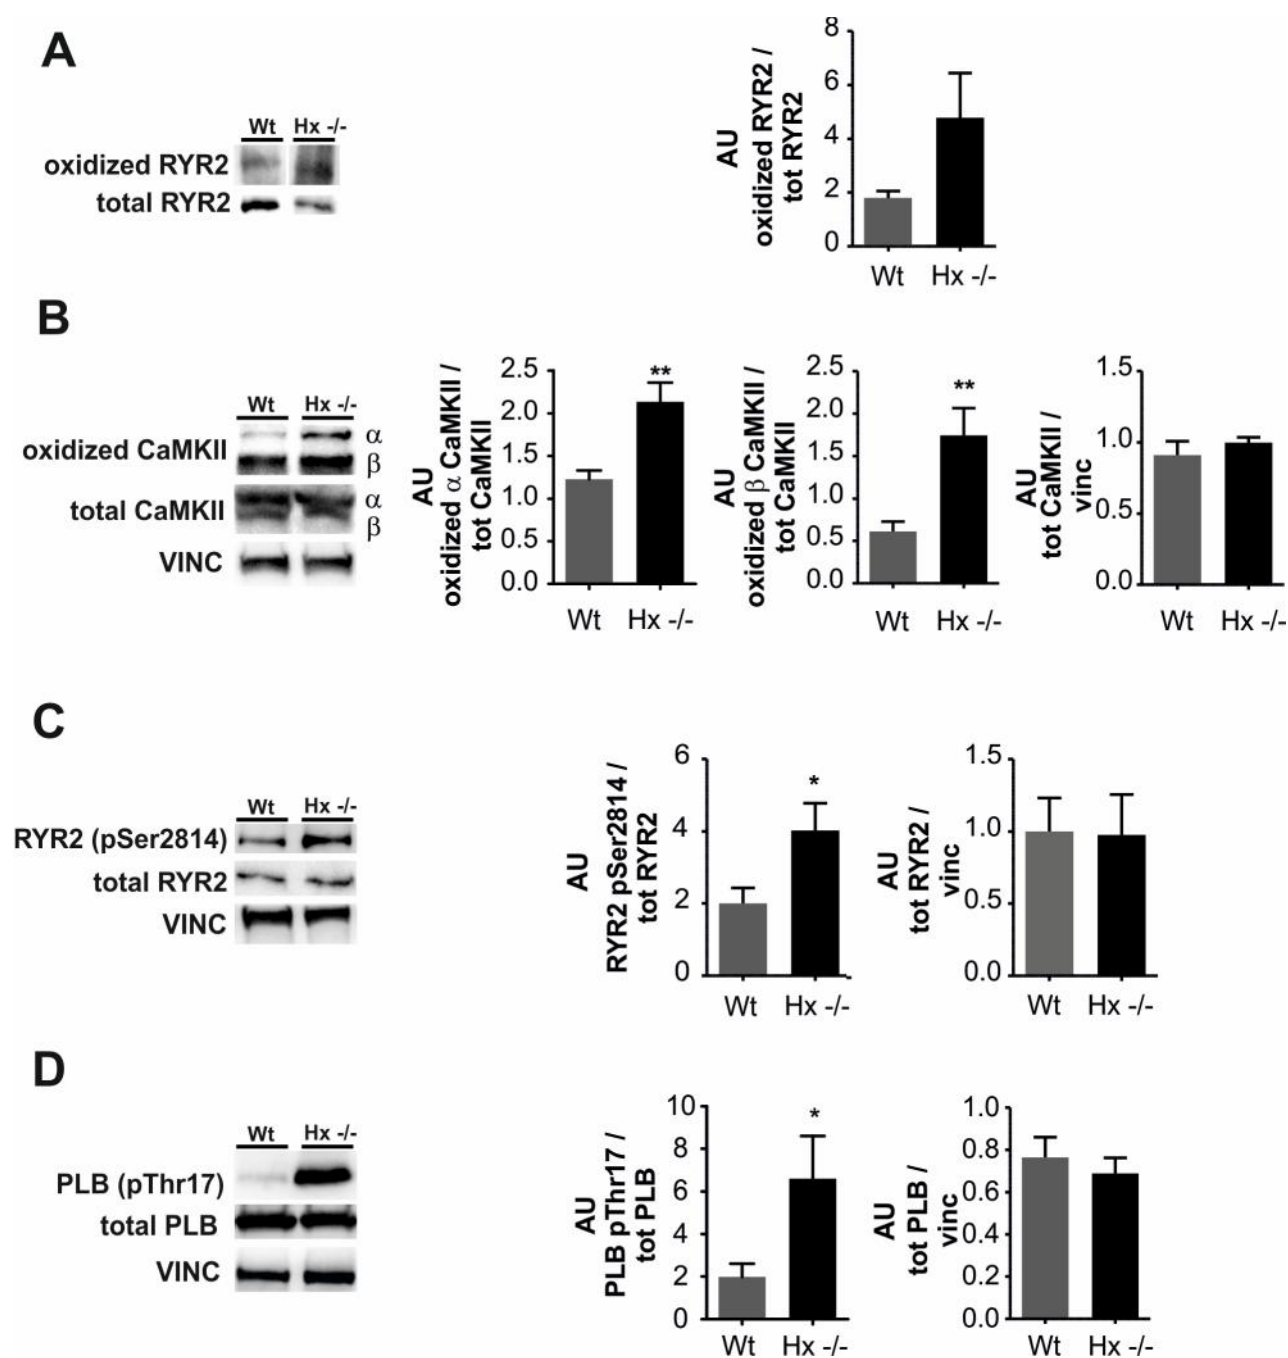 A
Wt Hx -/-
oxidized RYR2
total RYR2
AU
oxidized RYR2 /
tot RYR2
8
6
4
2
0
Wt Hx -/-
B
Wt Hx -/-
oxidized CaMKII
α
β
total CaMKII
α
β
VINC
AU
oxidized α CaMKII /
tot CaMKII
2.5
2.0
1.5
1.0
0.5
0.0
**
Wt Hx -/-
AU
oxidized β CaMKII /
tot CaMKII
2.5
2.0
1.5
1.0
0.5
0.0
**
Wt Hx -/-
AU
tot CaMKII /
vinc
1.5
1.0
0.5
0.0
Wt Hx -/-
C
Wt Hx -/-
RYR2 (pSer2814)
total RYR2
VINC
AU
RYR2 pSer2814 /
tot RYR2
6
4
2
0
*
Wt Hx -/-
AU
tot RYR2 /
vinc
1.5
1.0
0.5
0.0
Wt Hx -/-
D
Wt Hx -/-
PLB (pThr17)
total PLB
VINC
AU
PLB pThr17 /
tot PLB
10
8
6
4
2
0
*
Wt Hx -/-
AU
tot PLB /
vinc
1.0
0.8
0.6
0.4
0.2
0.0
Wt Hx -/-